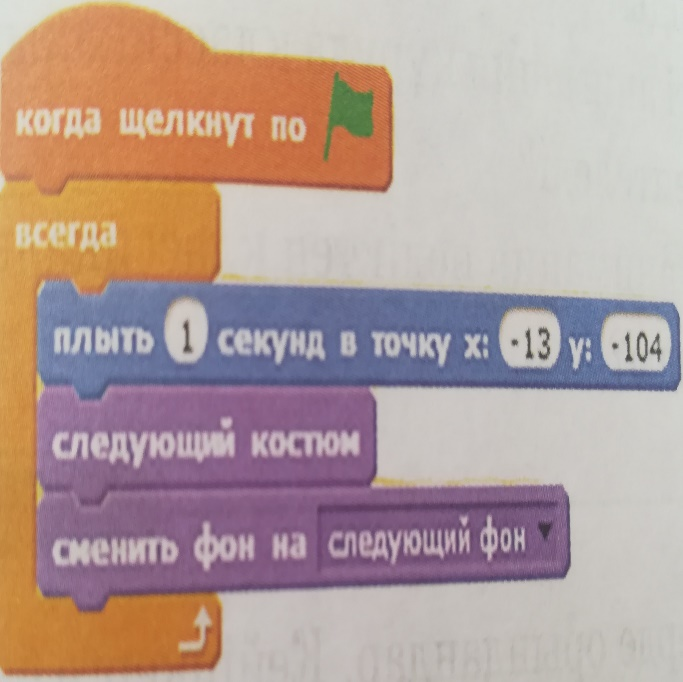 когда щелкнут по
всегда
плыть 1 секунд в точку x: -13 y: -104
следующий костюм
сменить фон на следующий фон